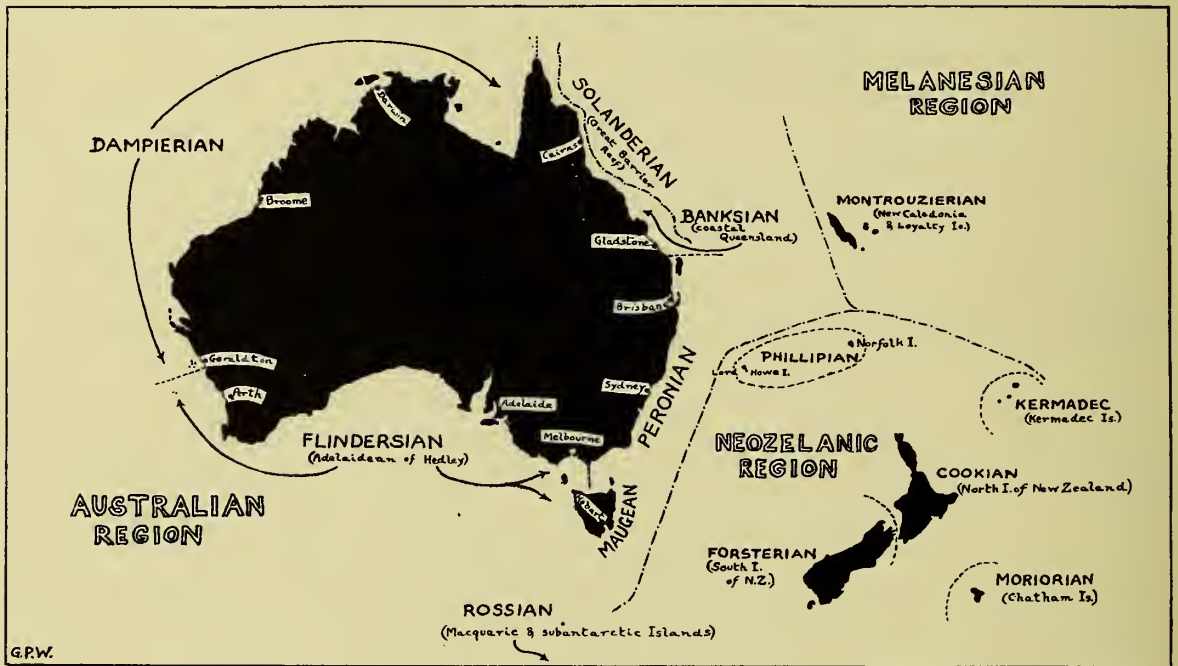 MELANESIAN
REGION
DAMPIERIAN
Darwin
SOLANDERIAN
(Great Barrier
Reef)
Cairns
Broome
MONTROUZIERIAN
(New Caledonia
& Loyalty Is.)
BANKSIAN
(coastal
Queensland)
Gladstone
Brisbane
PHILLIPIAN
Norfolk I.
Lord Howe I.
Geraldton
Perth
Sydney
PERONIAN
KERMADEC
(Kermadec Is.)
Adelaide
Melbourne
FLINDERSIAN
(Adelaidean of Hedley)
NEOZELANIC
REGION
COOKIAN
(North I. of New Zealand)
AUSTRALIAN
REGION
Hobart
MAUGEAN
FORSTERIAN
(South I.
of N.Z.)
MORIORIAN
(Chatham Is.)
ROSSIAN
(Macquarie & subantarctic Islands)
G.P.W.